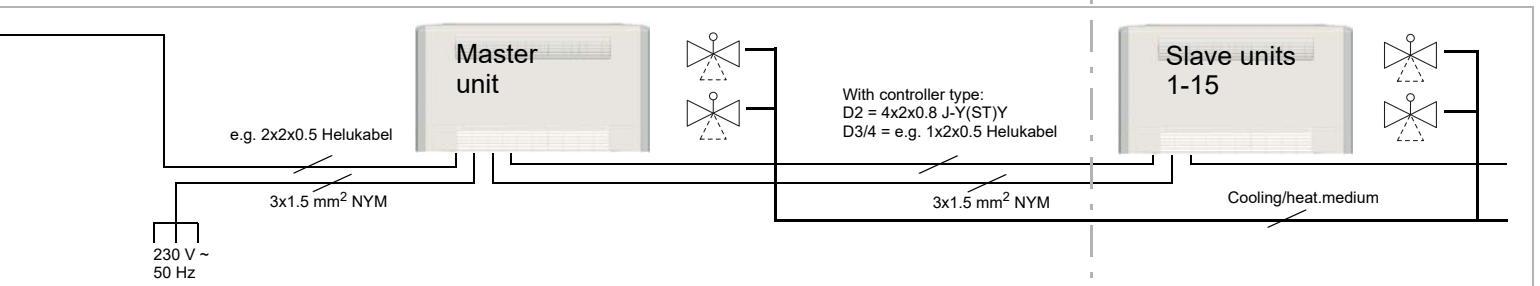 Master
unit
Slave units
1-15
With controller type:
D2 = 4x2x0.8 J-Y(ST)Y
D3/4 = e.g. 1x2x0.5 Helukabel
e.g. 2x2x0.5 Helukabel
3x1.5 mm² NYM
3x1.5 mm² NYM
Cooling/heat.medium
230 V ~
50 Hz